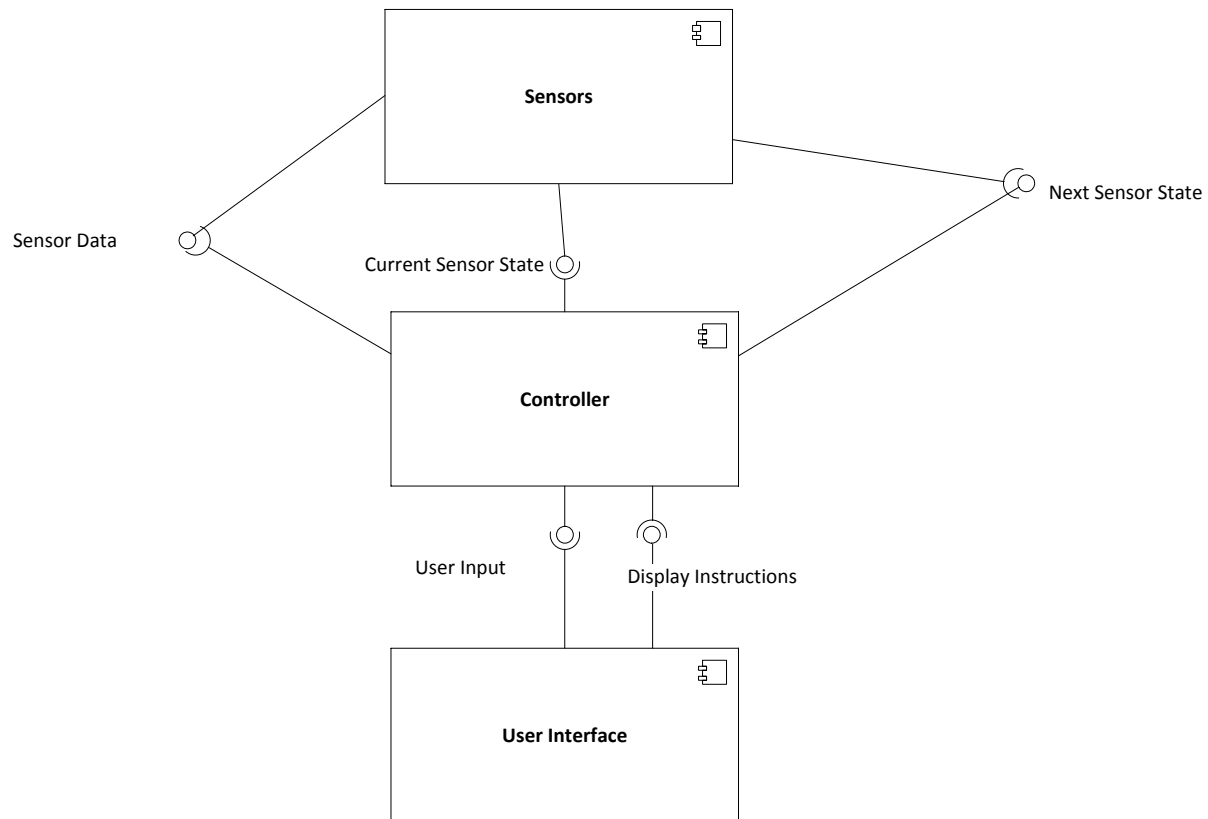 Sensors
Next Sensor State
Sensor Data
Current Sensor State
Controller
User Input
Display Instructions
User Interface